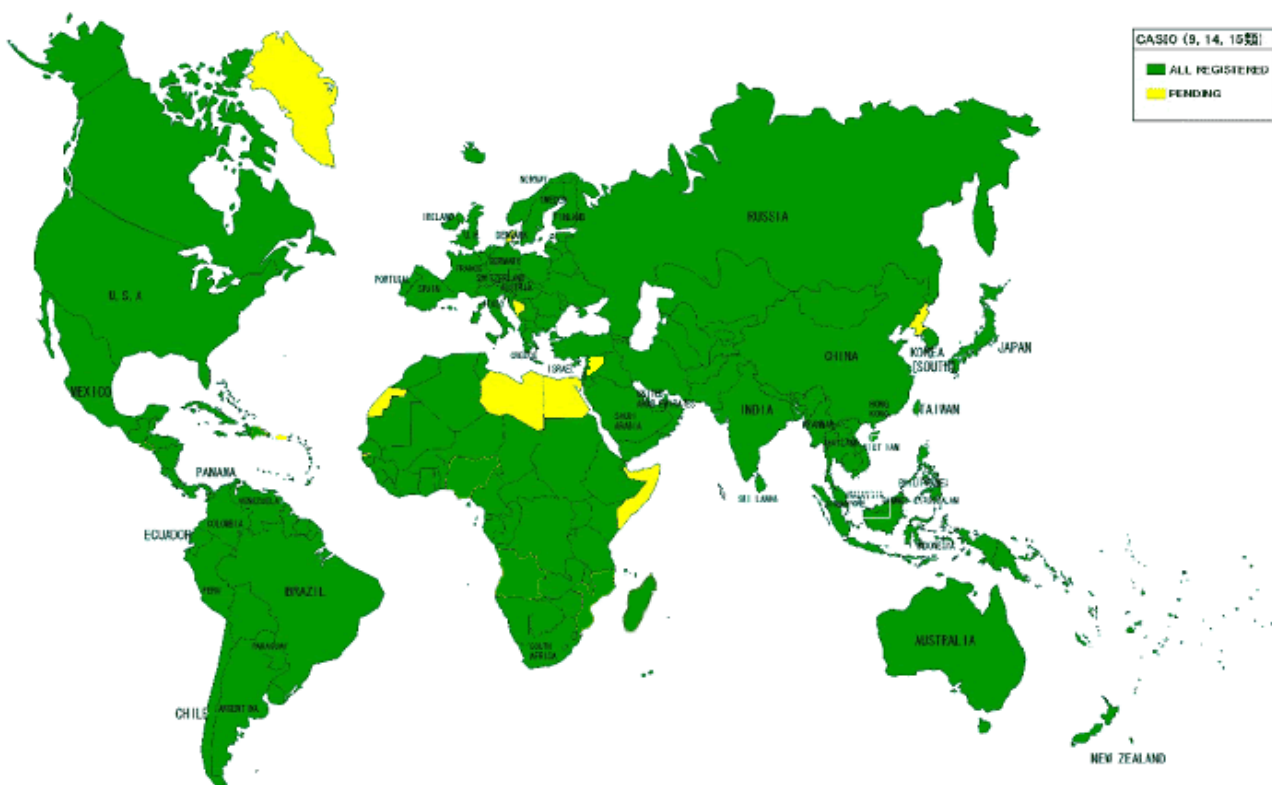 CASIO (9, 14, 15類)
ALL REGISTERED
PENDING
NORWAY
SWEDEN
FINLAND
IRELAND
RUSSIA
DENMARK
GERMANY
FRANCE
SWITZERLAND
AUSTRIA
PORTUGAL
SPAIN
U.S.A
GREECE
ISRAEL
CHINA
JAPAN
KOREA
(SOUTH)
MEXICO
SAUDI
ARABIA
INDIA
HONG
KONG
TAIWAN
PANAMA
SRI LANKA
COLOMBIA
ECUADOR
INDONESIA
PERU
BRAZIL
PARAGUAY
SOUTH
AFRICA
AUSTRALIA
CHILE
ARGENTINA
NEW ZEALAND